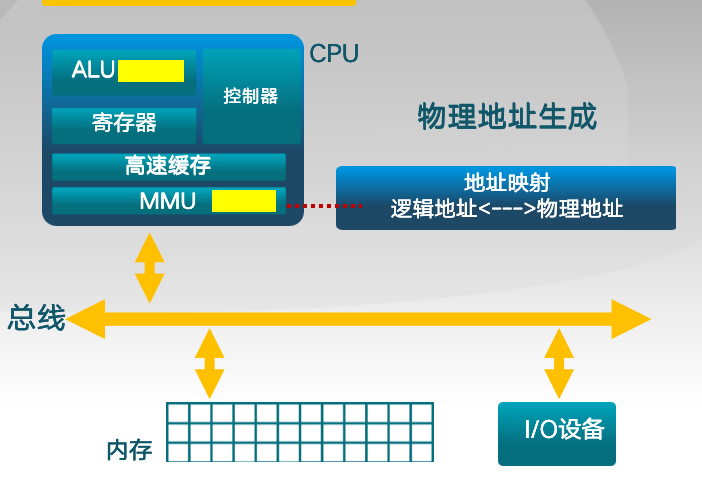 CPU
ALU
控制器
寄存器
高速缓存
MMU
物理地址生成
地址映射
逻辑地址<--->物理地址
总线
内存
I/O设备